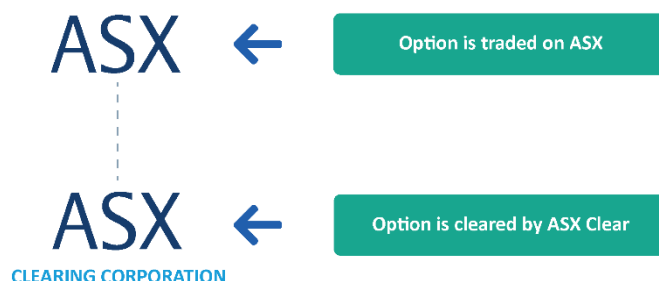 ASX
Option is traded on ASX
ASX
Option is cleared by ASX Clear
CLEARING CORPORATION